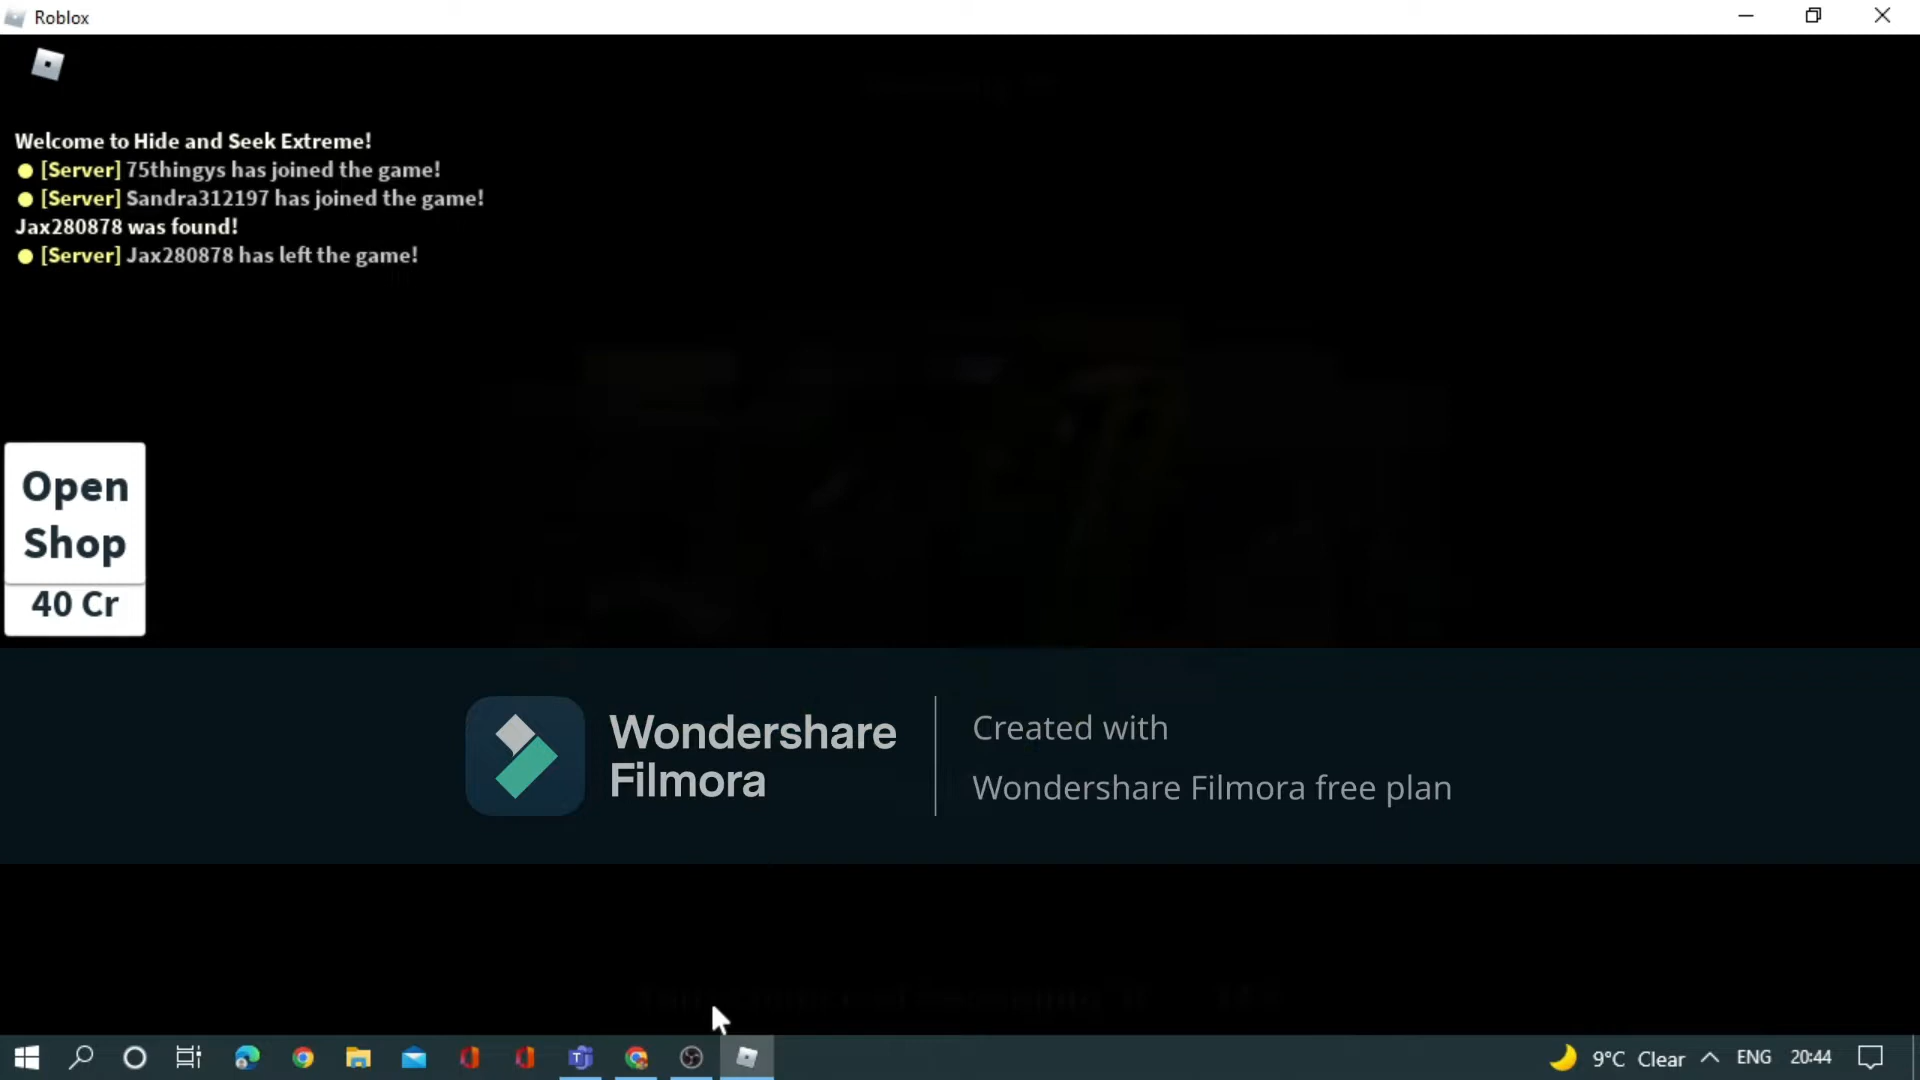 Roblox
Welcome to Hide and Seek Extreme!
[Server] 75thingys has joined the game!
[Server] Sandra312197 has joined the game!
Jax280878 was found!
[Server] Jax280878 has left the game!
Open
Shop
40 Cr
Wondershare
Filmora
Created with
Wondershare Filmora free plan
9°C Clear
ENG
20:44